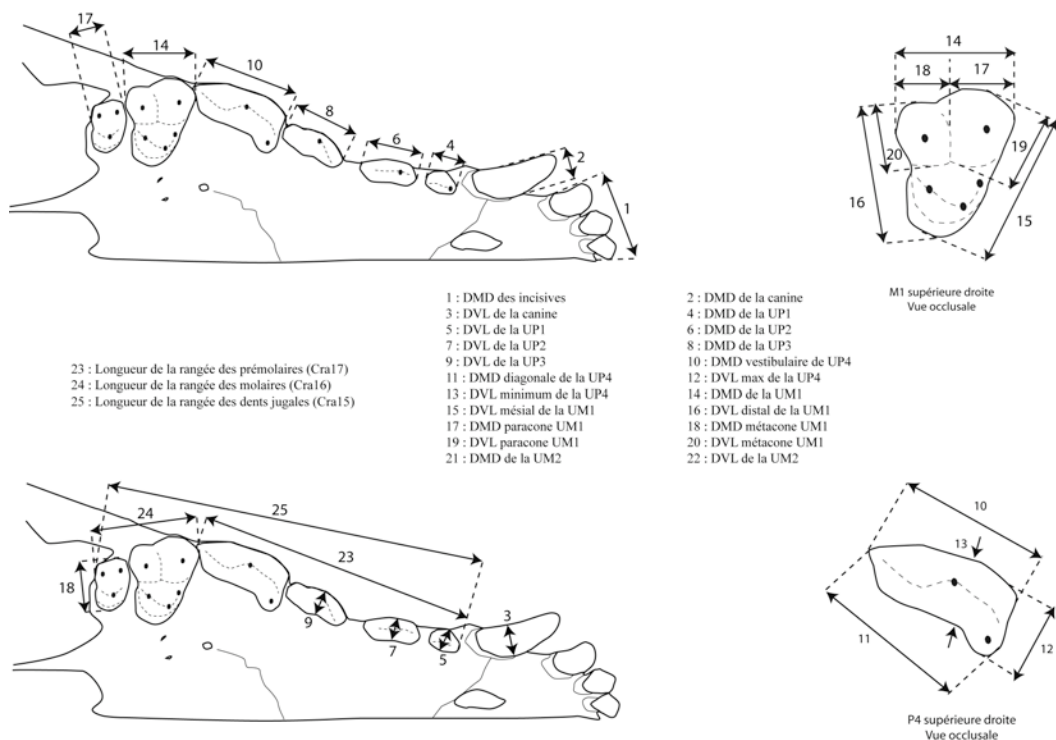 17
14
10
8
6
4
2
1
14
18
17
20
19
16
15
M1 supérieure droite
Vue occlusale
1 : DMD des incisives
3 : DVL de la canine
5 : DVL de la UP1
7 : DVL de la UP2
9 : DVL de la UP3
11 : DMD diagonale de la UP4
13 : DVL minimum de la UP4
15 : DVL mésial de la UM1
17 : DMD paracone UM1
19 : DVL paracone UM1
21 : DMD de la UM2
2 : DMD de la canine
4 : DMD de la UP1
6 : DMD de la UP2
8 : DMD de la UP3
10 : DMD vestibulaire de UP4
12 : DVL max de la UP4
14 : DMD de la UM1
16 : DVL distal de la UM1
18 : DMD métacone UM1
20 : DVL métacone UM1
22 : DVL de la UM2
23 : Longueur de la rangée des prémolaires (Cra17)
24 : Longueur de la rangée des molaires (Cra16)
25 : Longueur de la rangée des dents jugales (Cra15)
24
25
23
18
9
7
5
3
10
13
11
12
P4 supérieure droite
Vue occlusale